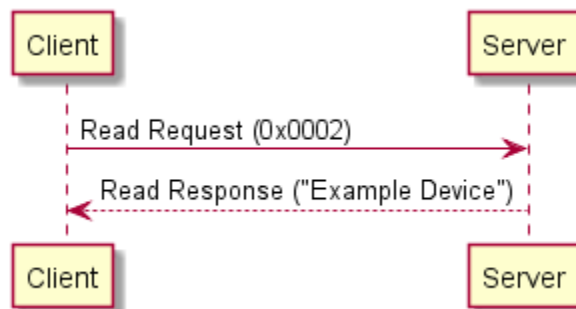 Client Server
Read Request (0x0002)
Read Response ("Example Device")
Client Server